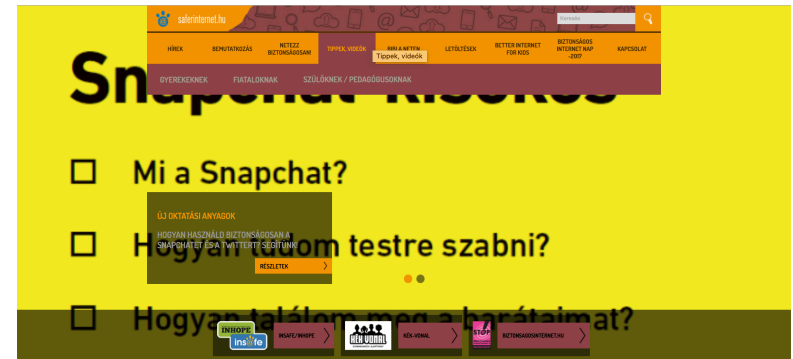 saferinternet.hu
Keresés
HÍREK
BEMUTATKOZÁS
NETEZZ
BIZTONSÁGOSAN!
TIPPEK, VIDEÓK
LETÖLTÉSEK
BETTER INTERNET
FOR KIDS
BIZTONSÁGOS
INTERNET NAP
-2017
KAPCSOLAT
Tippek, videók
GYEREKEKNEK
FIATALOKNAK
SZÜLŐKNEK / PEDAGÓGUSOKNAK
Snapchat kisokos
Mi a Snapchat?
ÚJ OKTATÁSI ANYAGOK
HOGYAN HASZNÁLD BIZTONSÁGOSAN A
SNAPCHATET ÉS A TWITTERT? SEGÍTÜNK!
RÉSZLETEK
Hogyan tudom testre szabni?
Hogyan találom meg a barátaimat?
INHOPE
insafe
INSAFE/INHOPE
KÉK VONAL
KÉK-VONAL
STOP
BIZTONSAGOSINTERNET.HU